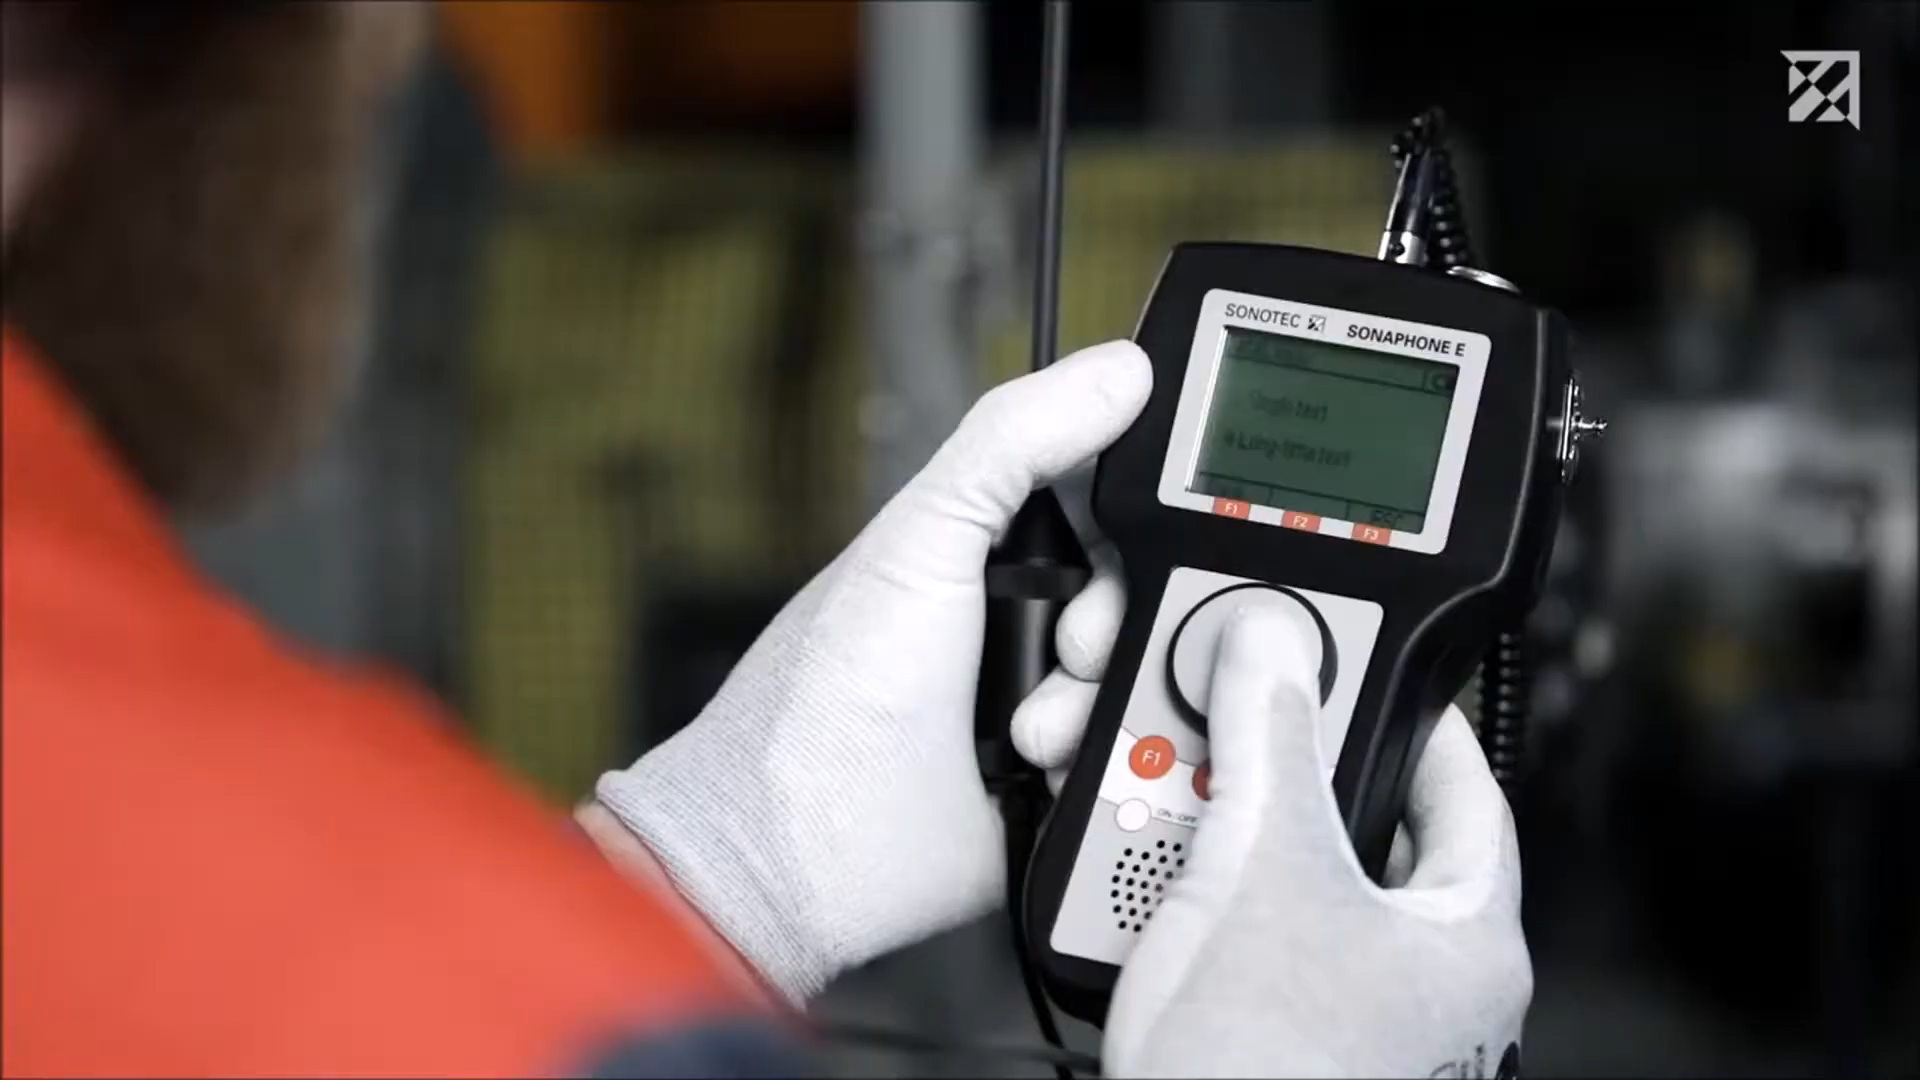 SONOTEC SONAPHONE E
Single test
Long-time test
ESC
F1 F2 F3
F1
ON/OFF